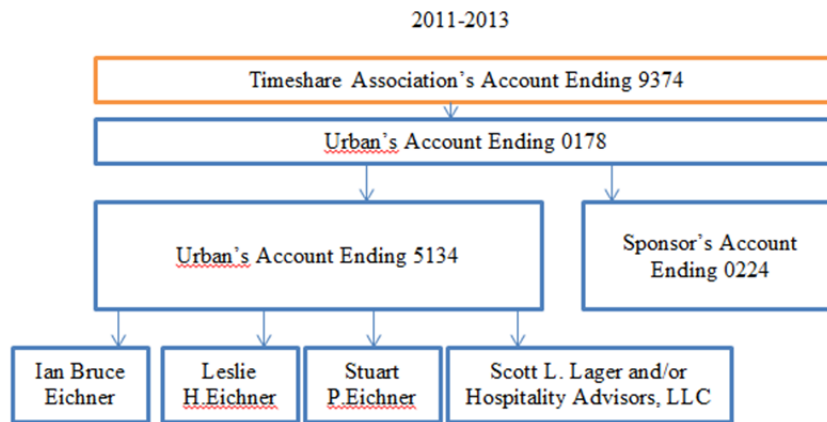 2011-2013
Timeshare Association's Account Ending 9374
Urban's Account Ending 0178
Urban's Account Ending 5134
Sponsor's Account
Ending 0224
Ian Bruce
Eichner
Leslie
H.Eichner
Stuart
P.Eichner
Scott L. Lager and/or
Hospitality Advisors, LLC